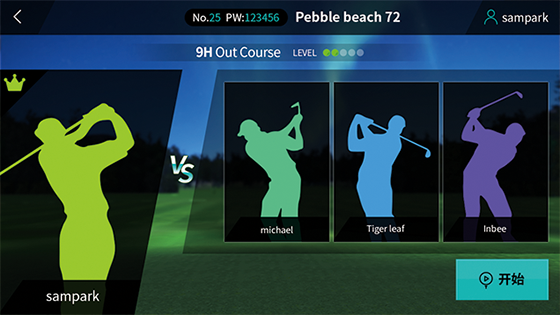 No.25 PW:123456 Pebble beach 72 sampark
9H Out Course LEVEL
VS
michael Tiger leaf Inbee
sampark
开始